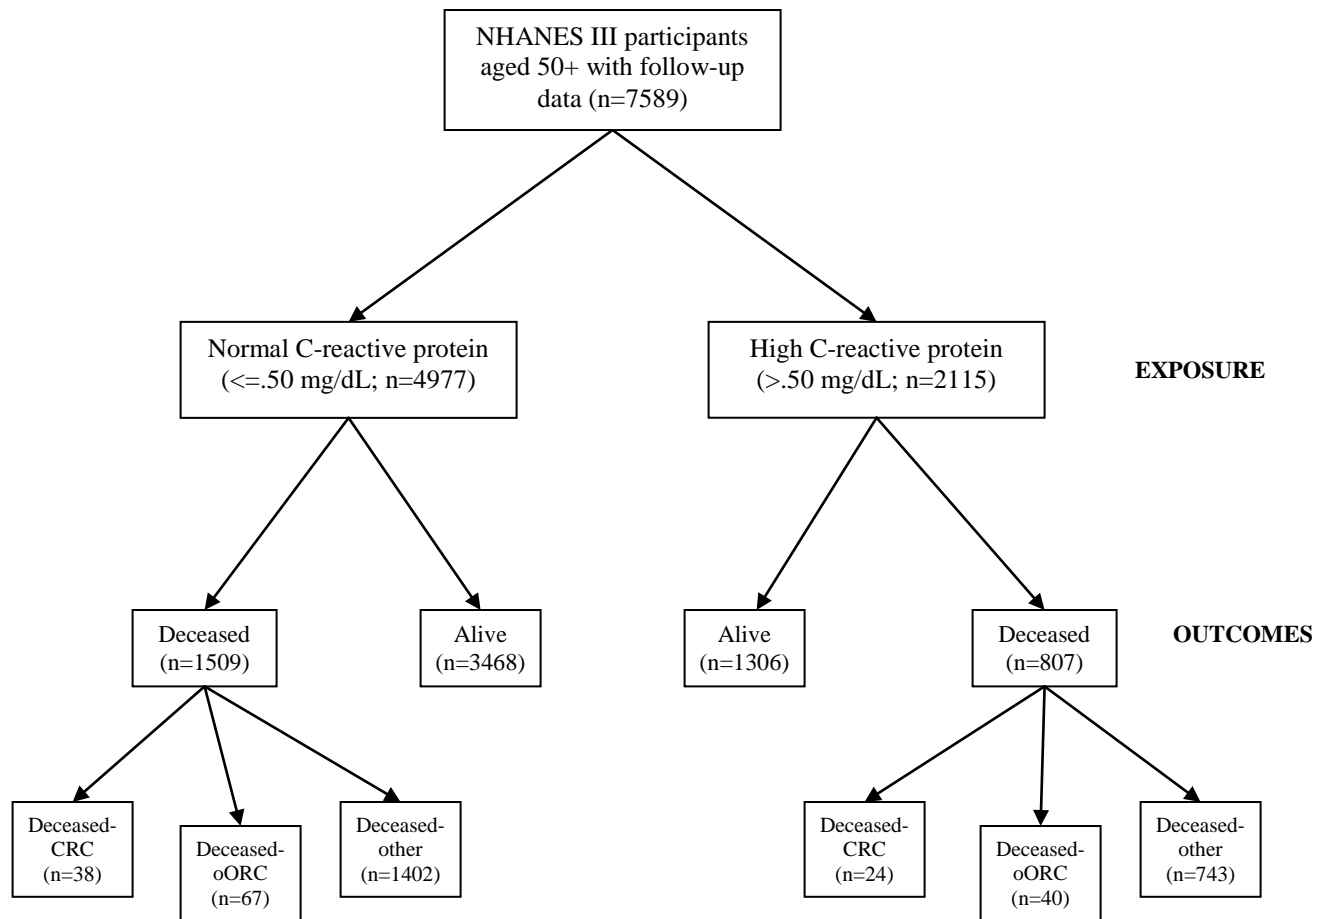 NHANES III participants
aged 50+ with follow-up
data (n=7589)
Normal C-reactive protein
(<=.50 mg/dL; n=4977)
High C-reactive protein
(>.50 mg/dL; n=2115)
EXPOSURE
Deceased
(n=1509)
Alive
(n=3468)
Alive
(n=1306)
Deceased
(n=807)
OUTCOMES
Deceased-
CRC
(n=38)
Deceased-
oORC
(n=67)
Deceased-
other
(n=1402)
Deceased-
CRC
(n=24)
Deceased-
oORC
(n=40)
Deceased-
other
(n=743)